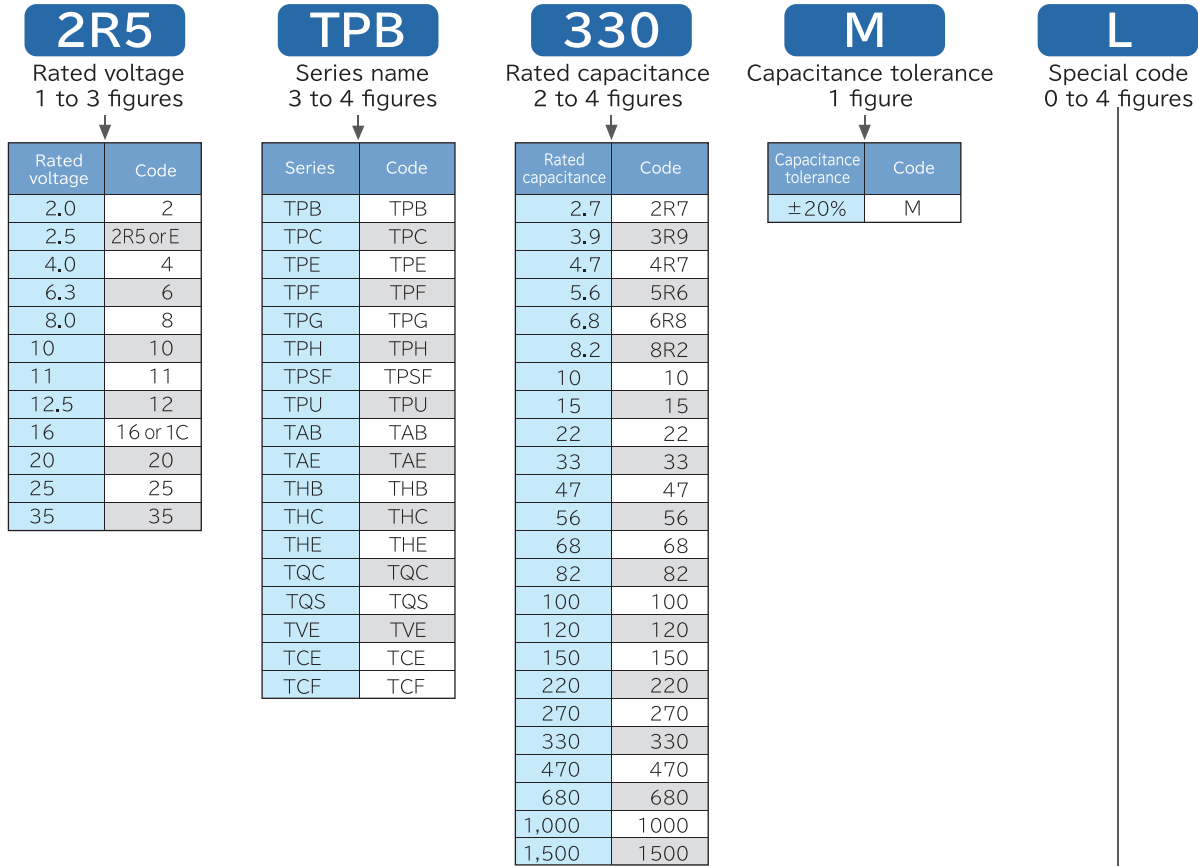 2R5 TPB 330 M L
Rated voltage Series name Rated capacitance Capacitance tolerance Special code
1 to 3 figures 3 to 4 figures 2 to 4 figures 1 figure 0 to 4 figures
Rated voltage Code
2.0 2
2.5 2R5 or E
4.0 4
6.3 6
8.0 8
10 10
11 11
12.5 12
16 16 or 1C
20 20
25 25
35 35
Series Code
TPB TPB
TPC TPC
TPE TPE
TPF TPF
TPG TPG
TPH TPH
TPSF TPSF
TPU TPU
TAB TAB
TAE TAE
THB THB
THC THC
THE THE
TQC TQC
TQS TQS
TVE TVE
TCE TCE
TCF TCF
Rated capacitance Code
2.7 2R7
3.9 3R9
4.7 4R7
5.6 5R6
6.8 6R8
8.2 8R2
10 10
15 15
22 22
33 33
47 47
56 56
68 68
82 82
100 100
120 120
150 150
220 220
270 270
330 330
470 470
680 680
1,000 1000
1,500 1500
Capacitance tolerance Code
±20% M